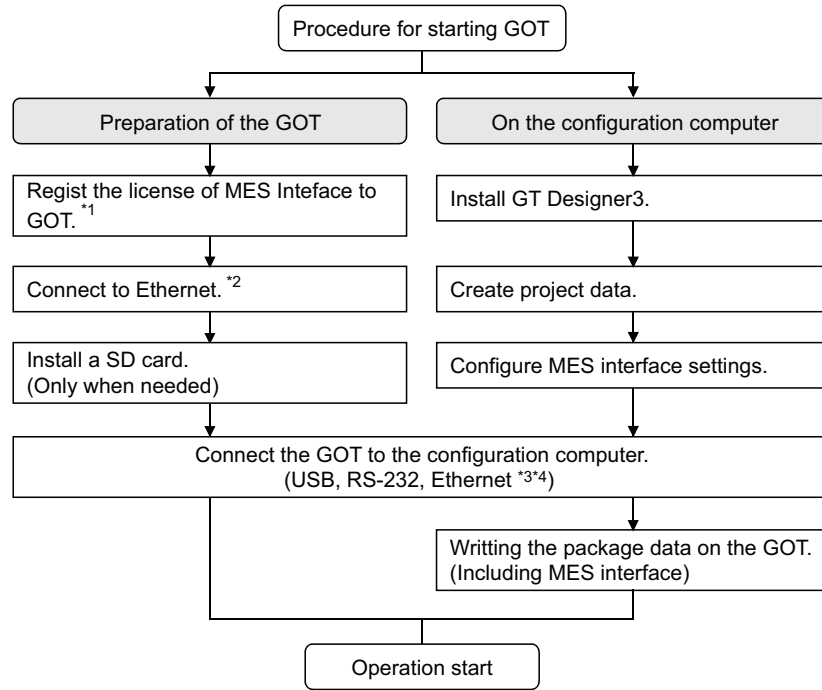 Procedure for starting GOT
Preparation of the GOT
Regist the license of MES Inteface to
GOT. *1
Connect to Ethernet. *2
Install a SD card.
(Only when needed)
On the configuration computer
Install GT Designer3.
Create project data.
Configure MES interface settings.
Connect the GOT to the configuration computer.
(USB, RS-232, Ethernet *3*4)
Writting the package data on the GOT.
(Including MES interface)
Operation start